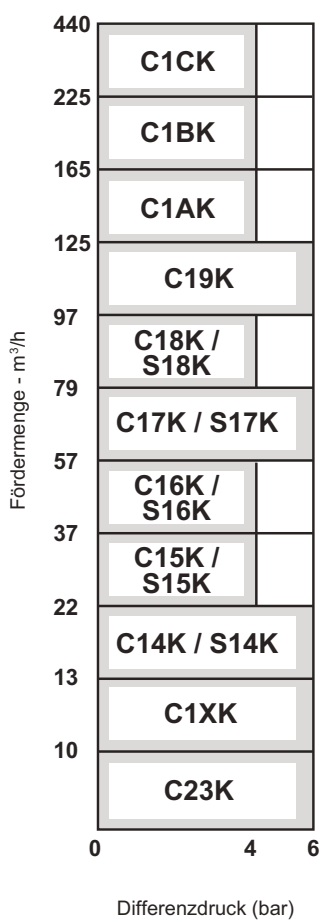 440
C1CK
225
C1BK
165
C1AK
125
C19K
97
C18K /
S18K
79
C17K / S17K
57
C16K /
S16K
37
C15K /
S15K
22
C14K / S14K
13
C1XK
10
C23K
0 4 6
Fördermenge - m³/h
Differenzdruck (bar)